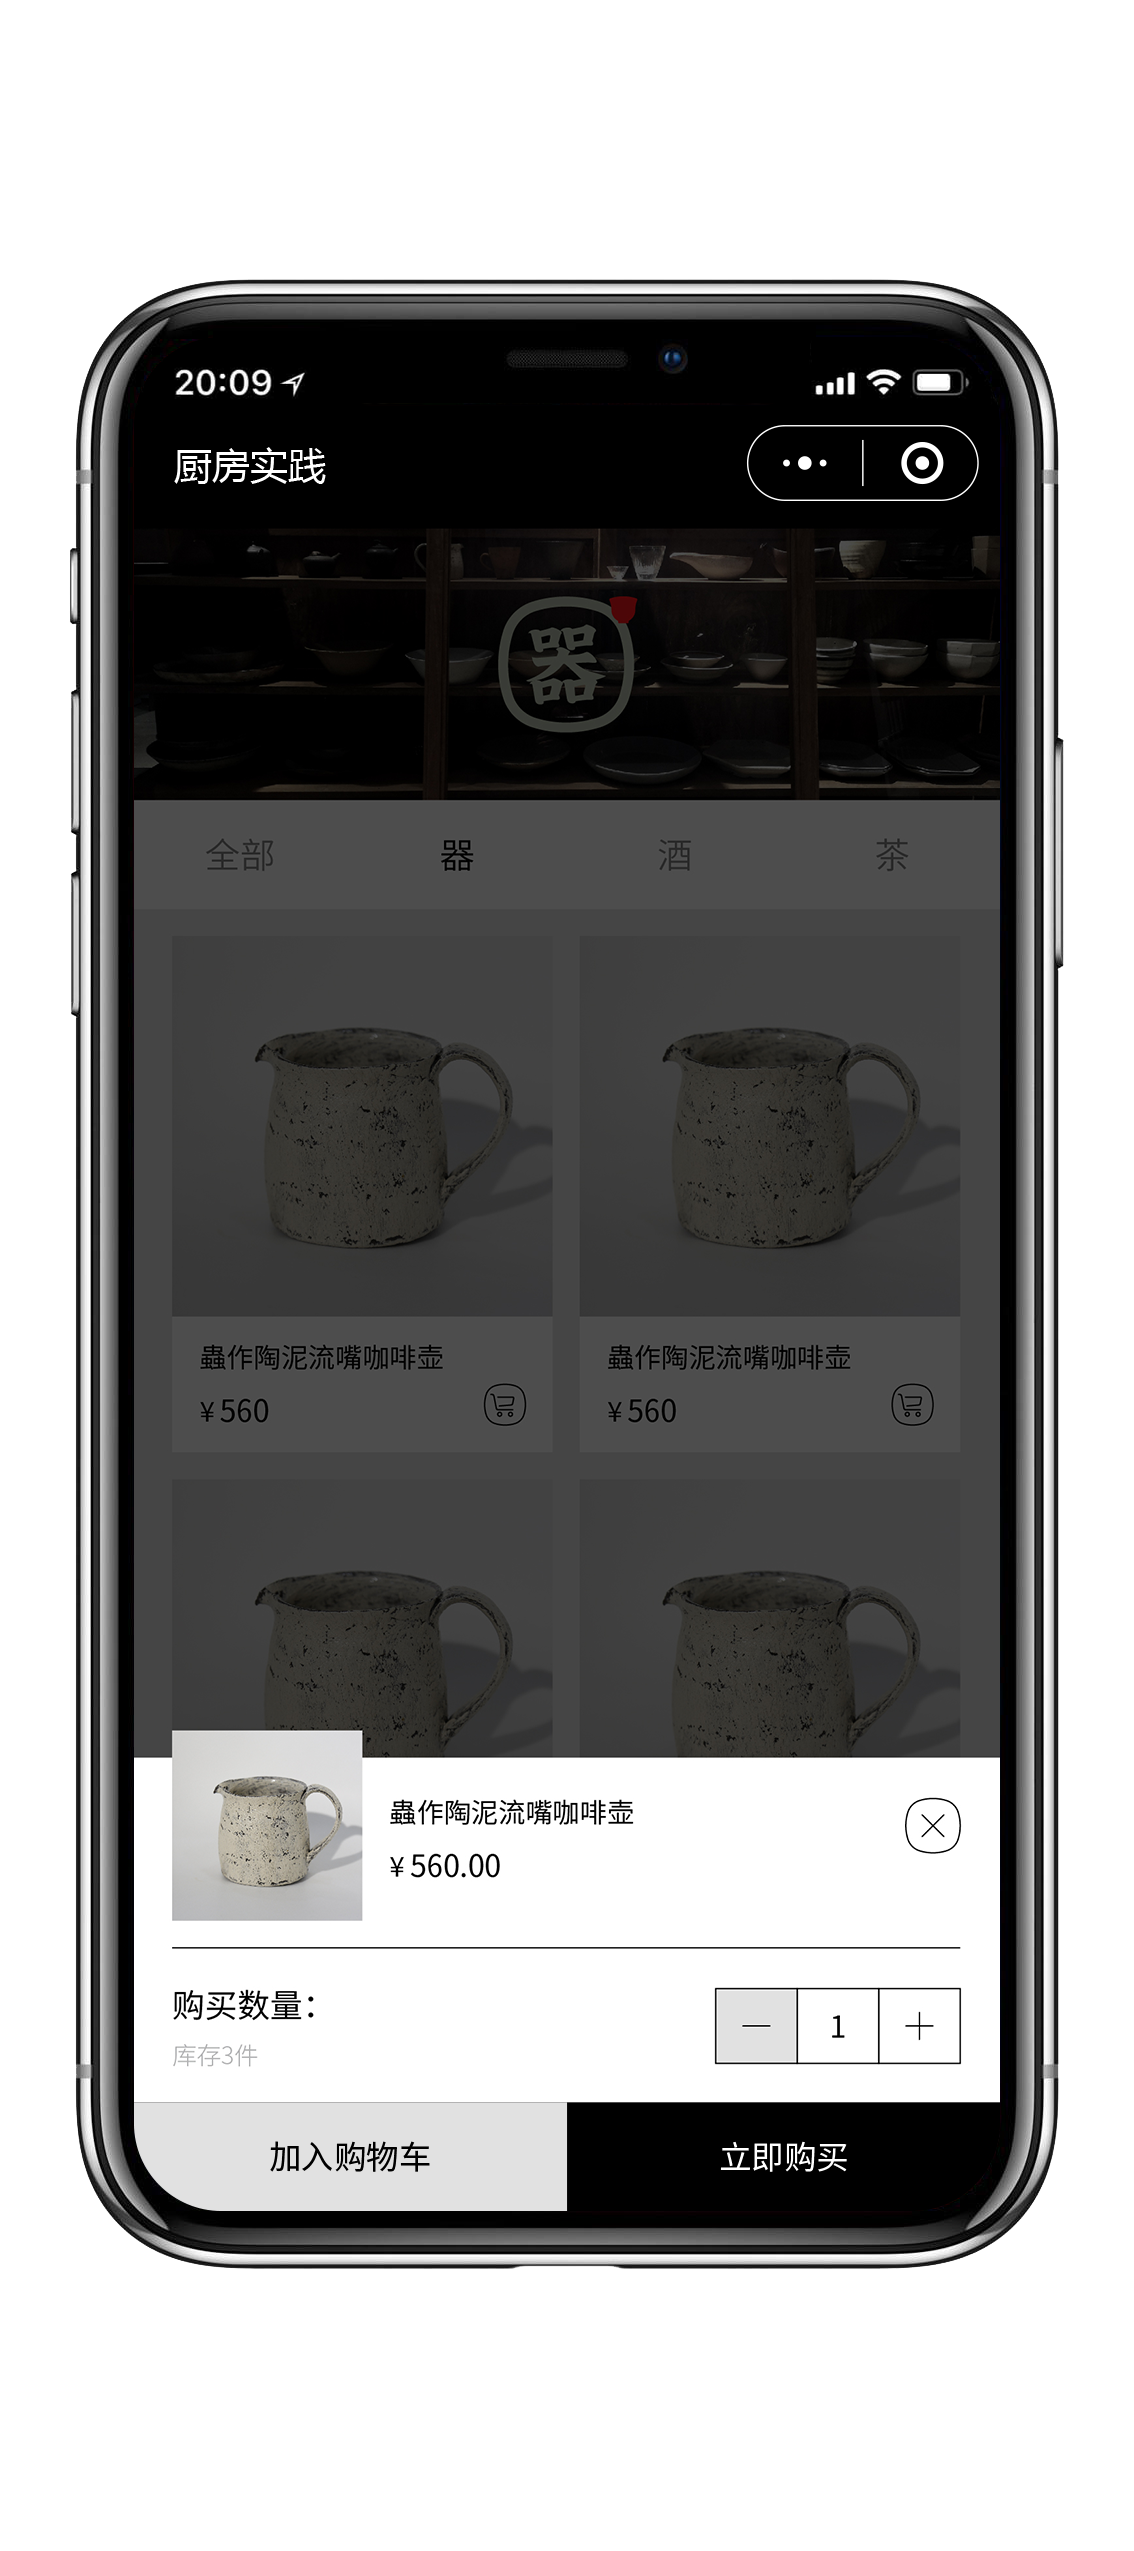 20:09
厨房实践
器
全部 器 酒 茶
蟲作陶泥流嘴咖啡壶 蟲作陶泥流嘴咖啡壶
¥ 560 ¥ 560
蟲作陶泥流嘴咖啡壶
¥ 560.00
购买数量：
1
库存3件
加入购物车 立即购买